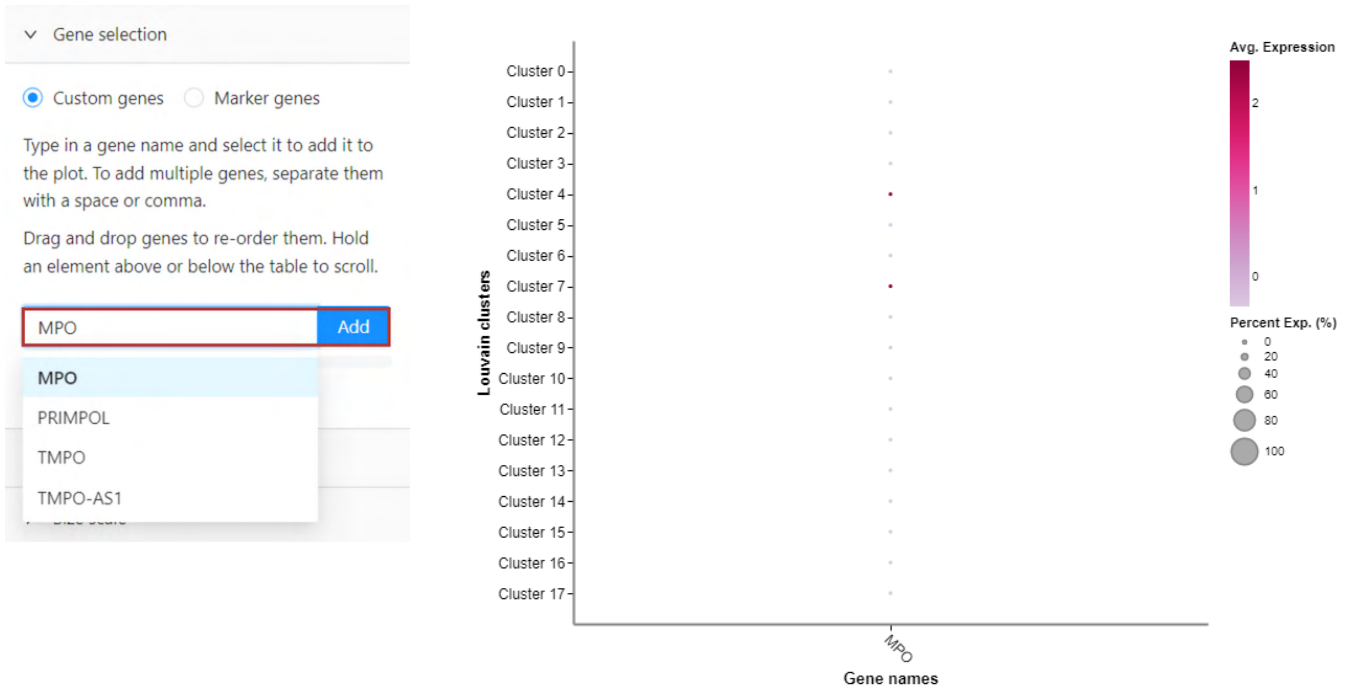 Gene selection
Custom genes
Marker genes
Type in a gene name and select it to add it to
the plot. To add multiple genes, separate them
with a space or comma.
Drag and drop genes to re-order them. Hold
an element above or below the table to scroll.
MPO
Add
MPO
PRIMPOL
TMPO
TMPO-AS1
Size scale
Louvain clusters
Cluster 0
Cluster 1
Cluster 2
Cluster 3
Cluster 4
Cluster 5
Cluster 6
Cluster 7
Cluster 8
Cluster 9
Cluster 10
Cluster 11
Cluster 12
Cluster 13
Cluster 14
Cluster 15
Cluster 16
Cluster 17
MPO
Gene names
Avg. Expression
2
1
0
Percent Exp. (%)
0
20
40
60
80
100